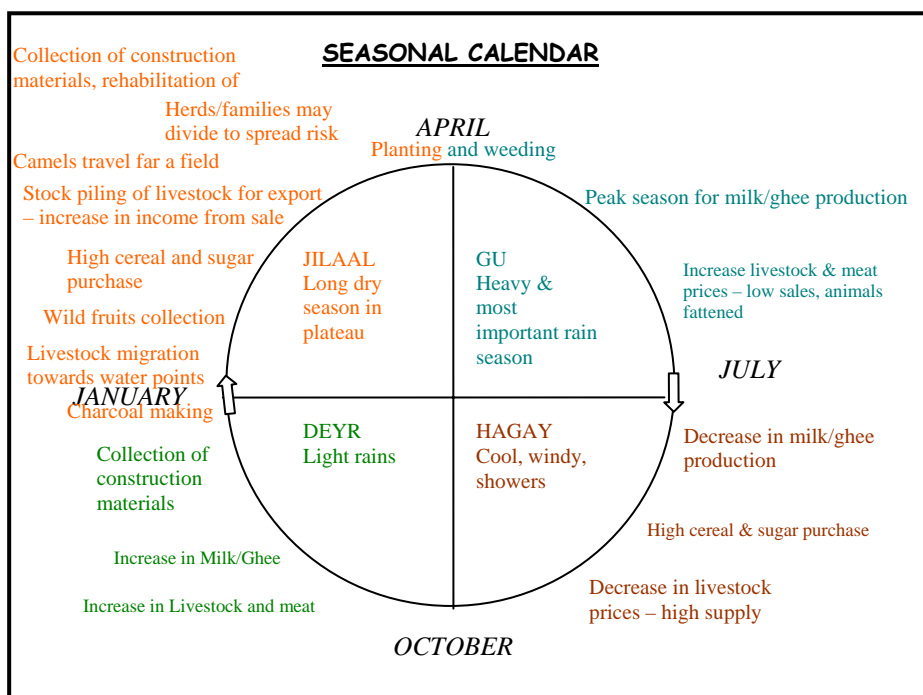 SEASONAL CALENDAR
Collection of construction
materials, rehabilitation of
Herds/families may
divide to spread risk
Camels travel far a field
Stock piling of livestock for export
– increase in income from sale
High cereal and sugar
purchase
Wild fruits collection
Livestock migration
towards water points
JANUARY
Charcoal making
APRIL
Planting and weeding
Peak season for milk/ghee production
Increase livestock & meat
prices – low sales, animals
fattened
JULY
JILAAL
Long dry
season in
plateau
GU
Heavy &
most
important rain
season
DEYR
Light rains
HAGAY
Cool, windy,
showers
Collection of
construction
materials
Increase in Milk/Ghee
Increase in Livestock and meat
Decrease in milk/ghee
production
High cereal & sugar purchase
Decrease in livestock
prices – high supply
OCTOBER